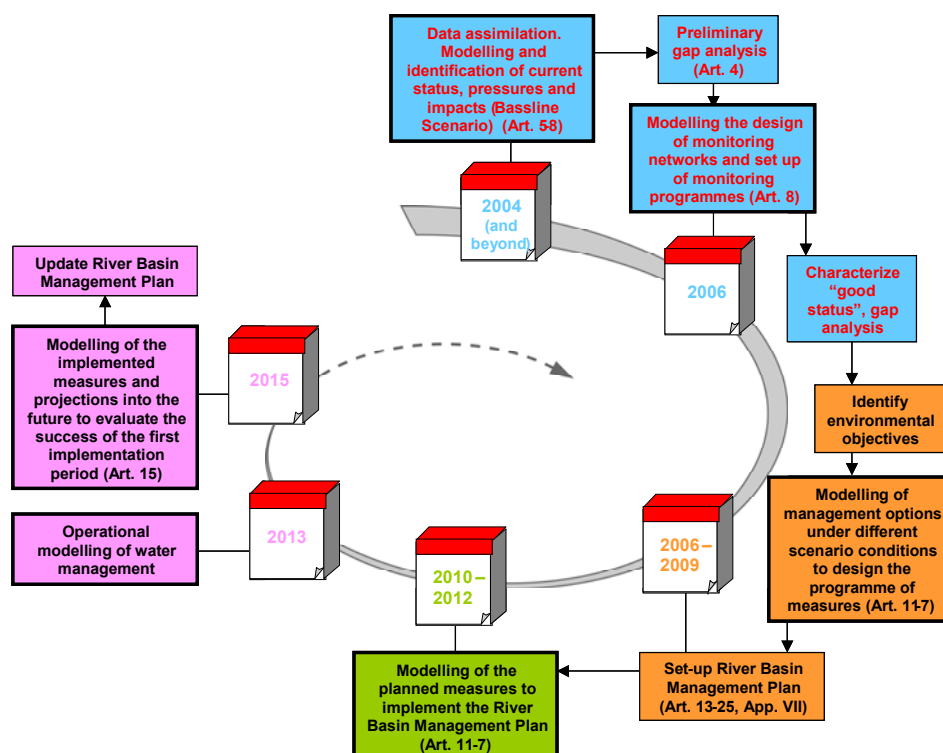 Data assimilation.
Modelling and
identification of current
status, pressures and
impacts (Bassline
Scenario) (Art. 58)
Preliminary
gap analysis
(Art. 4)
Modelling the design
of monitoring
networks and set up
of monitoring
programmes (Art. 8)
2004
(and
beyond)
2006
Characterize
“good
status”, gap
analysis
Identify
environmental
objectives
Modelling of
management options
under different
scenario conditions
to design the
programme of
measures (Art. 117)
2006–
2009
Set-up River Basin
Management Plan
(Art. 13-25, App. VII)
2010–
2012
Modelling of the
planned measures to
implement the River
Basin Management Plan
(Art. 11-7)
2013
Operational
modelling of water
management
2015
Modelling of the
implemented
measures and
projections into the
future to evaluate the
success of the first
implementation
period (Art. 15)
Update River Basin
Management Plan